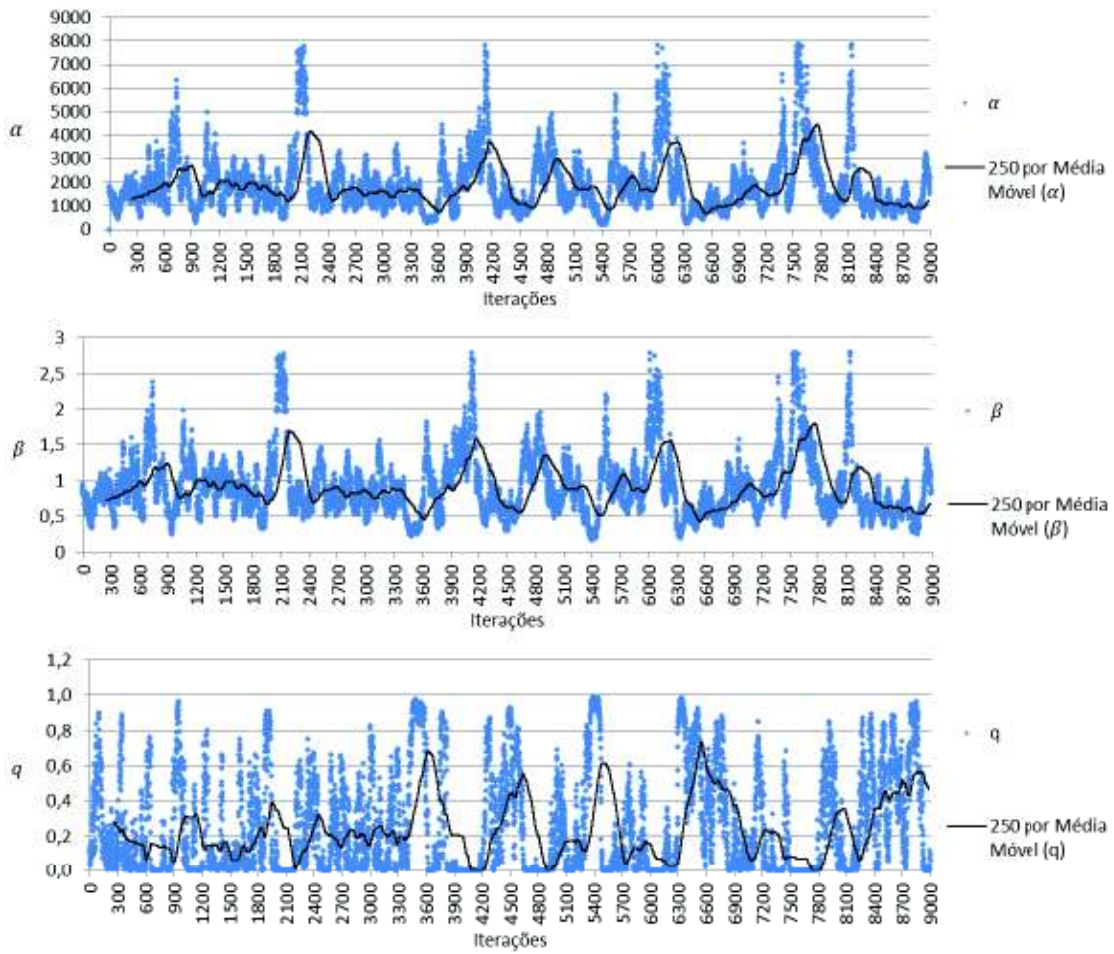 9000
8000
7000
6000
5000
4000
3000
2000
1000
0
α
0 300 600 900 1200 1500 1800 2100 2400 2700 3000 3300 3600 3900 4200 4500 4800 5100 5400 5700 6000 6300 6600 6900 7200 7500 7800 8100 8400 8700 9000
Iterações
α
250 por Média
Móvel (α)
3
2,5
2
1,5
1
0,5
0
β
0 300 600 900 1200 1500 1800 2100 2400 2700 3000 3300 3600 3900 4200 4500 4800 5100 5400 5700 6000 6300 6600 6900 7200 7500 7800 8100 8400 8700 9000
Iterações
β
250 por Média
Móvel (β)
1,2
1,0
0,8
0,6
0,4
0,2
0,0
q
0 300 600 900 1200 1500 1800 2100 2400 2700 3000 3300 3600 3900 4200 4500 4800 5100 5400 5700 6000 6300 6600 6900 7200 7500 7800 8100 8400 8700 9000
Iterações
q
250 por Média
Móvel (q)